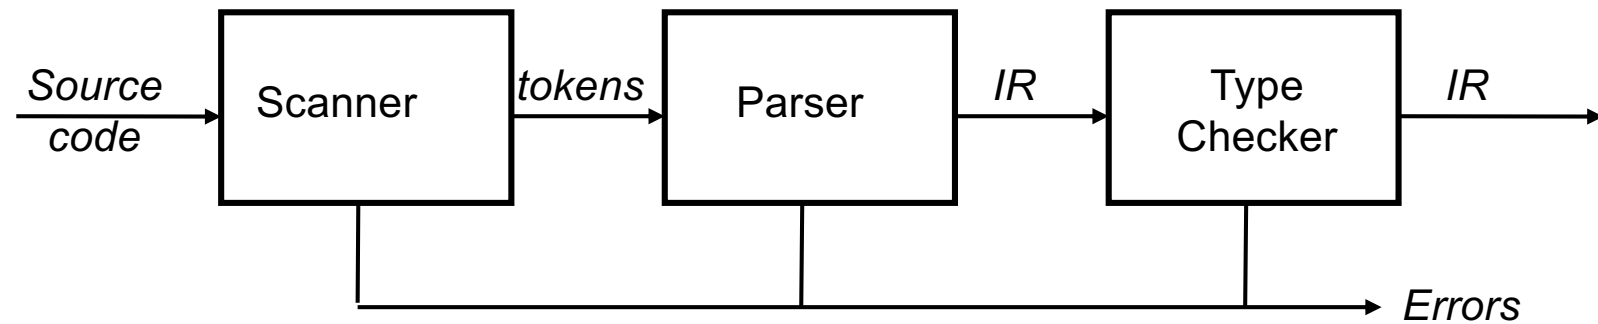 Source
code
Scanner
tokens
Parser
IR
Type
Checker
IR
Errors